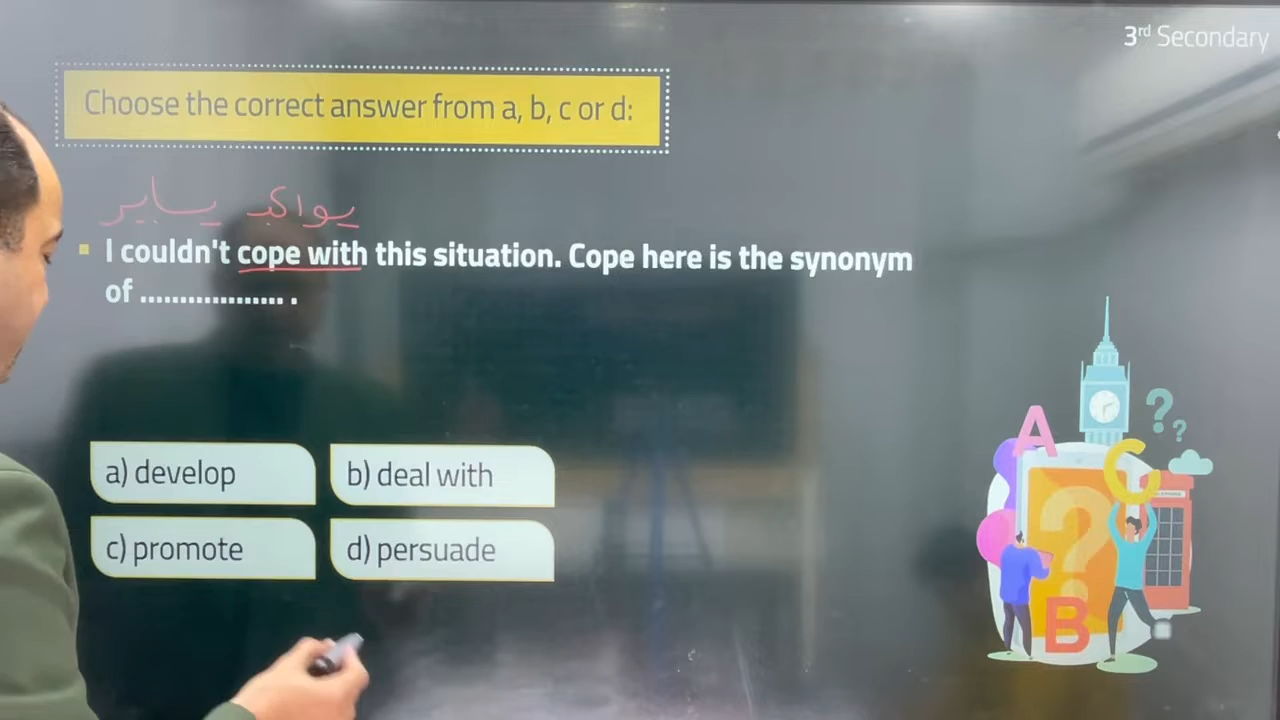 3rd Secondary
Choose the correct answer from a, b, c or d:
يواكب يساير
I couldn't cope with this situation. Cope here is the synonym
of .................. .
a) develop
b) deal with
c) promote
d) persuade
A
?
?
C
?
B